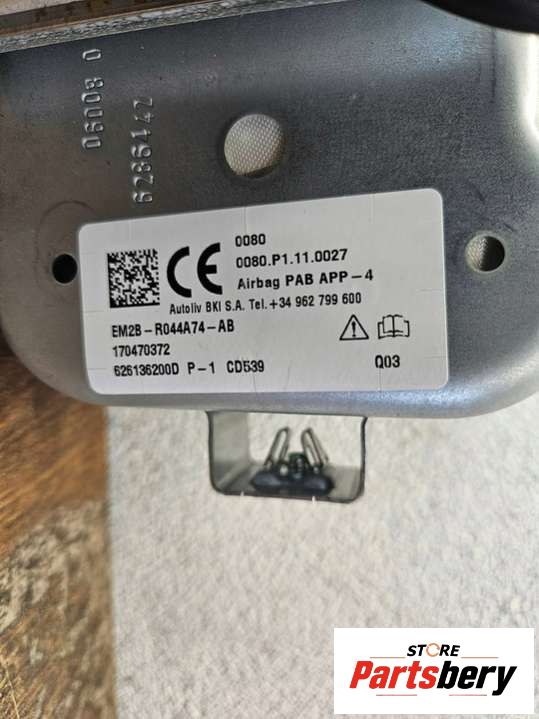 06008 0
6286442
0080
0080.P1.11.0027
CE
Airbag PAB APP-4
Autoliv BKI S.A. Tel.+34 962 799 600
EM2B-R044A74-AB
170470372
626136200D P-1 CD539
Q03
STORE
Partsbery